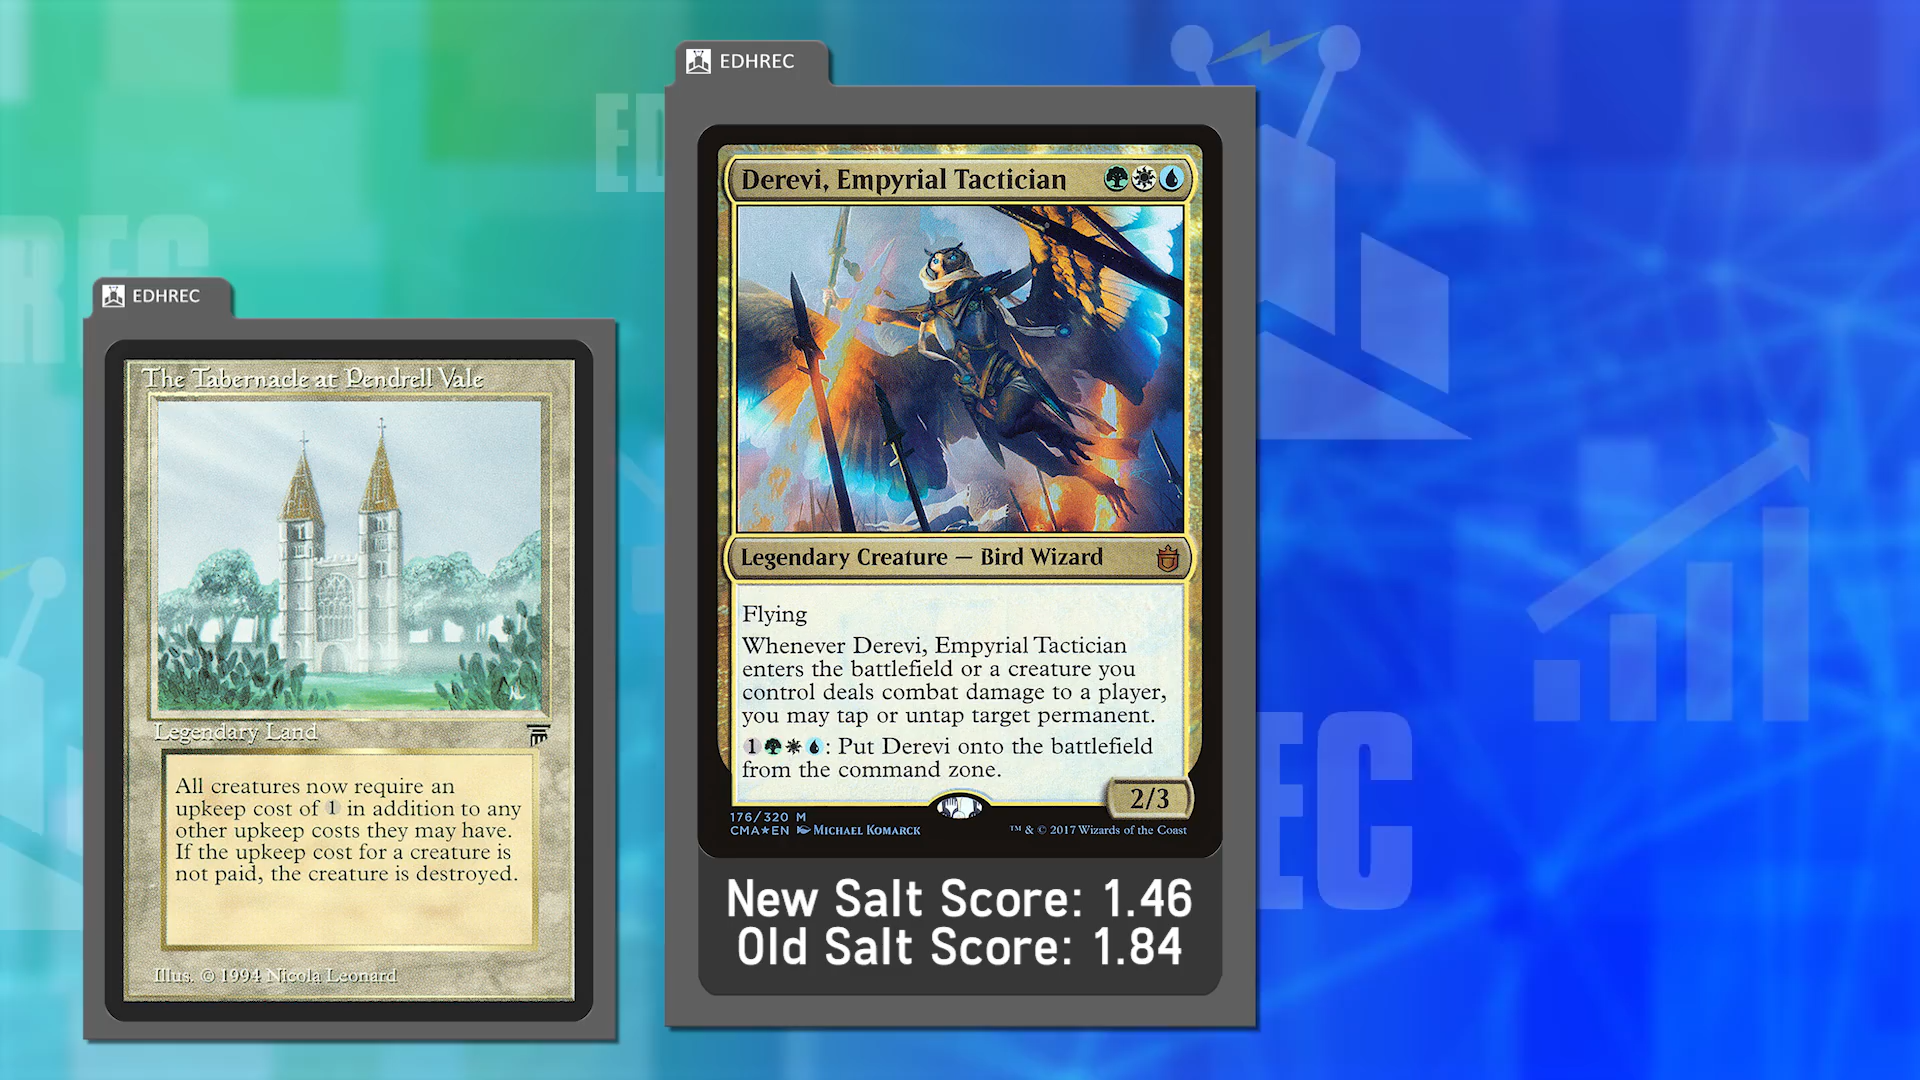 EDHREC
The Tabernacle at Pendrell Vale
Legendary Land
All creatures now require an
upkeep cost of 1 in addition to any
other upkeep costs they may have.
If the upkeep cost for a creature is
not paid, the creature is destroyed.
Illus. © 1994 Nicola Leonard
EDHREC
Derevi, Empyrial Tactician
Legendary Creature — Bird Wizard
Flying
Whenever Derevi, Empyrial Tactician
enters the battlefield or a creature you
control deals combat damage to a player,
you may tap or untap target permanent.
1 : Put Derevi onto the battlefield
from the command zone.
2/3
176/320 M
CMA★EN Michael Komarck
™ & © 2017 Wizards of the Coast
New Salt Score: 1.46
Old Salt Score: 1.84
ED
REC
EC